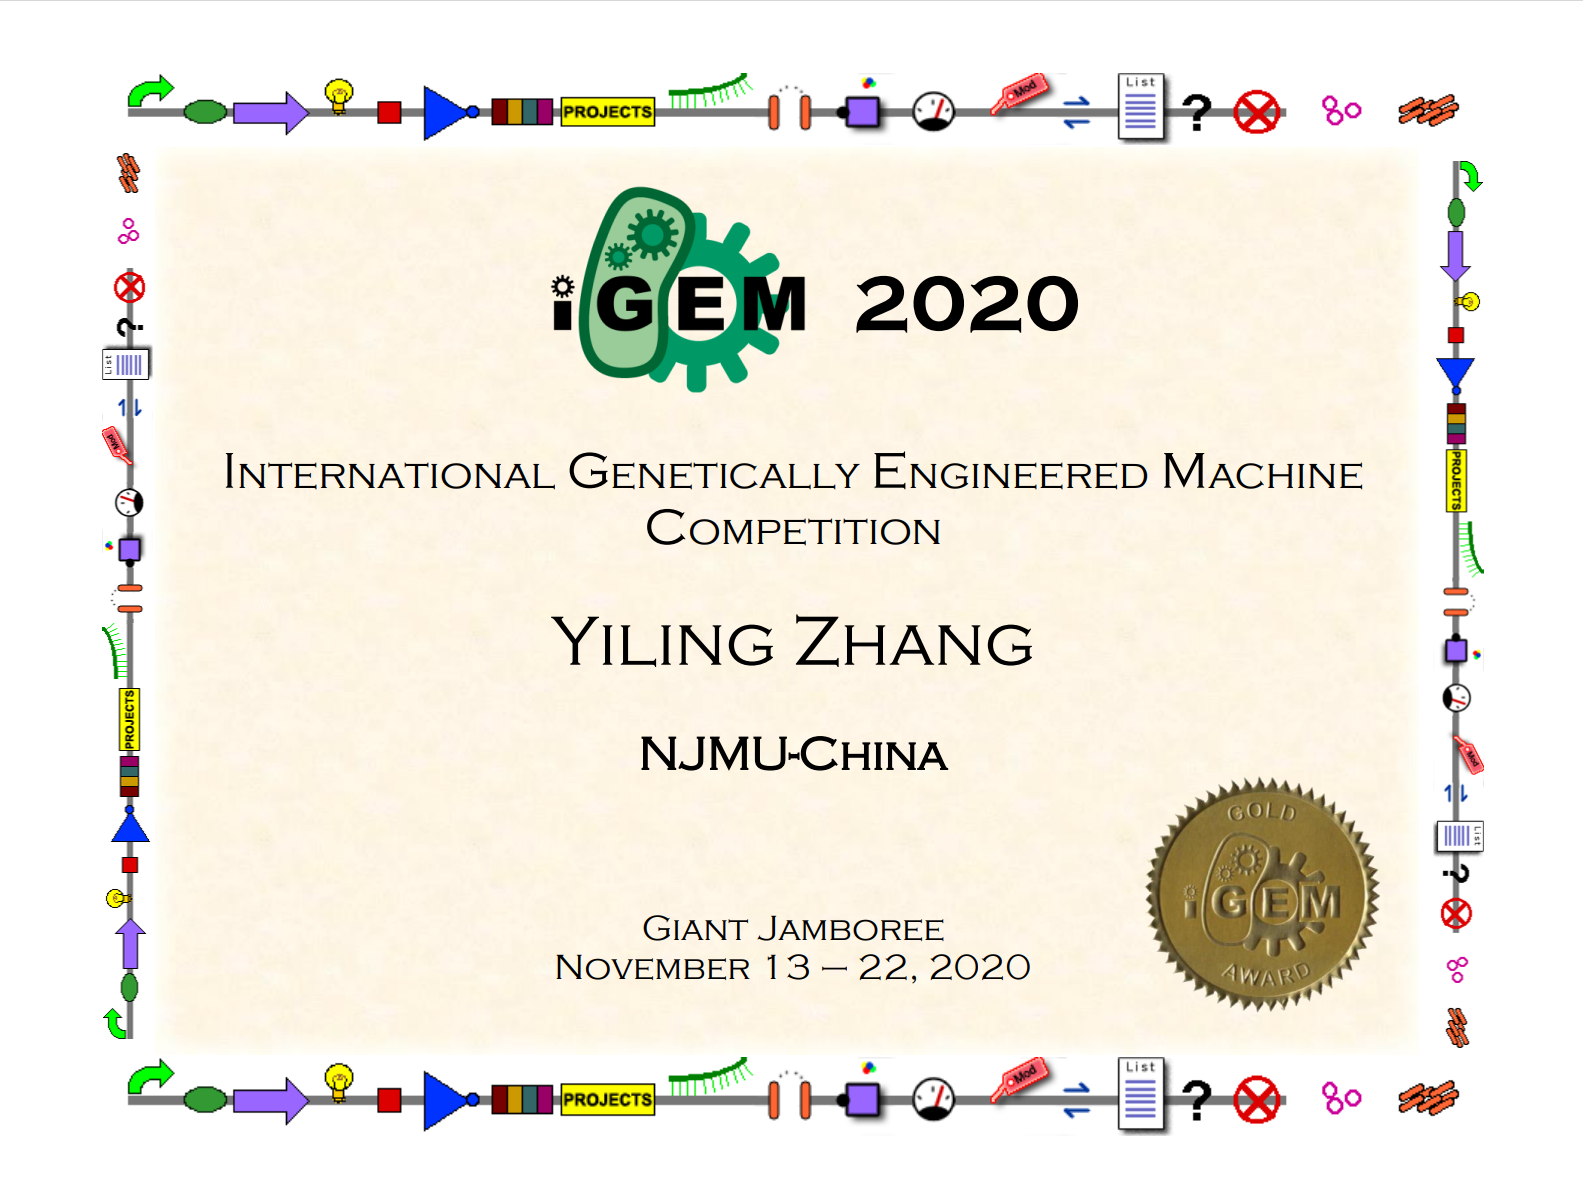 PROJECTS
Mod
List
?
iGEM 2020
International Genetically Engineered Machine
Competition
Yiling Zhang
NJMU-China
GOLD
iGEM
AWARD
Giant Jamboree
November 13 – 22, 2020
?
List
Mod
PROJECTS
PROJECTS
Mod
List
?
PROJECTS
Mod
List
?